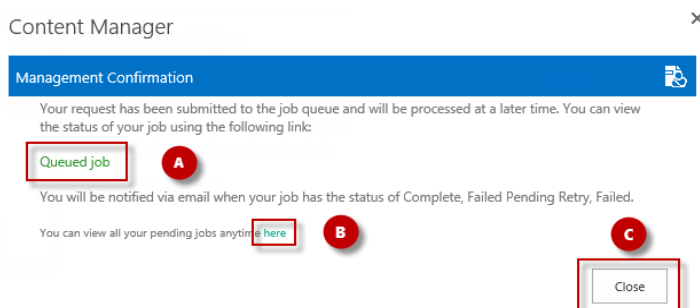 Content Manager
Management Confirmation
Your request has been submitted to the job queue and will be processed at a later time. You can view
the status of your job using the following link:
Queued job
A
You will be notified via email when your job has the status of Complete, Failed Pending Retry, Failed.
You can view all your pending jobs anytime here
B
C
Close